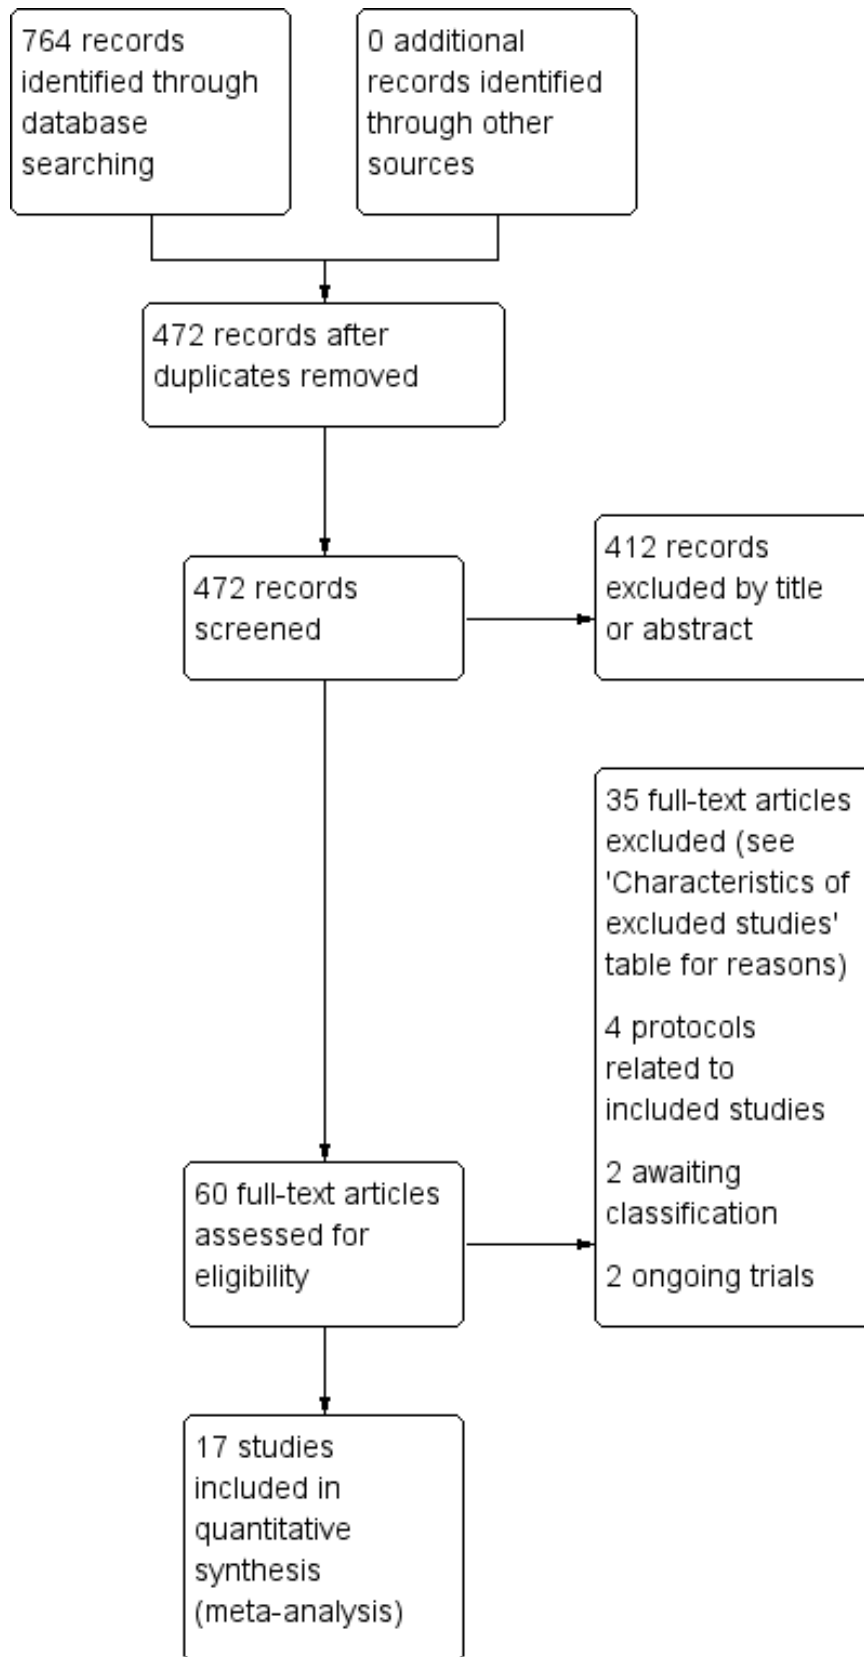 764 records
identified through
database
searching
0 additional
records identified
through other
sources
472 records after
duplicates removed
472 records
screened
412 records
excluded by title
or abstract
35 full-text articles
excluded (see
'Characteristics of
excluded studies'
table for reasons)
4 protocols
related to
included studies
2 awaiting
classification
2 ongoing trials
60 full-text articles
assessed for
eligibility
17 studies
included in
quantitative
synthesis
(meta-analysis)